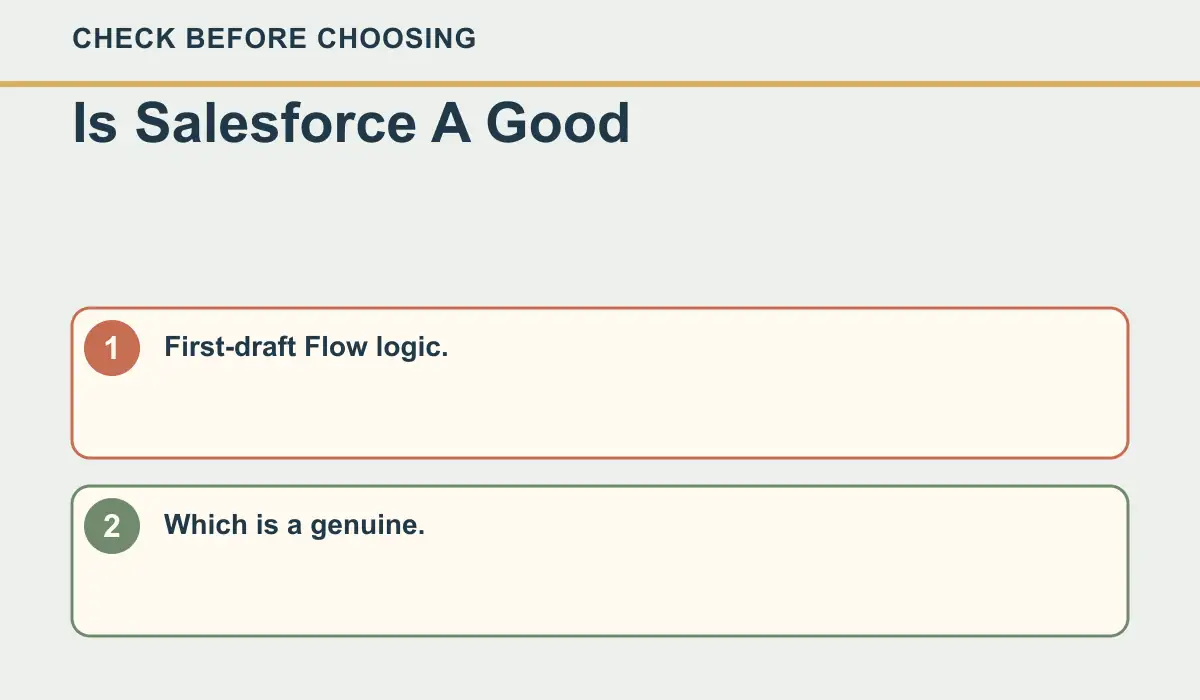 CHECK BEFORE CHOOSING
Is Salesforce A Good
1 First-draft Flow logic.
2 Which is a genuine.